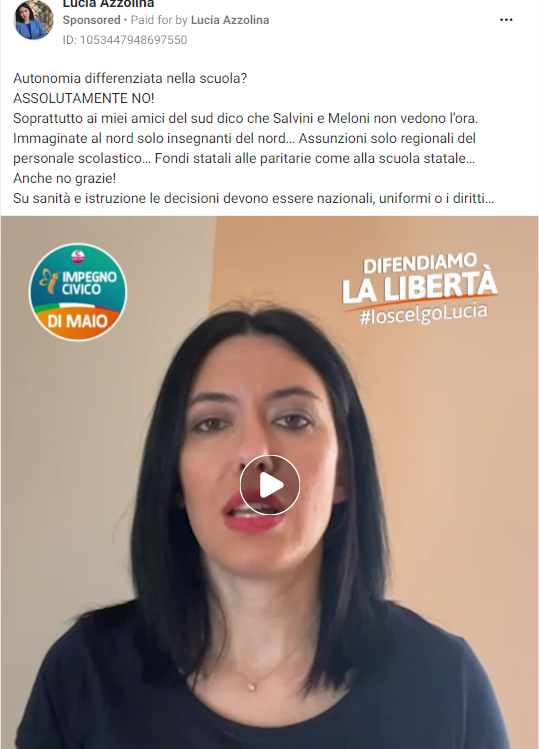 Lucia Azzolina
Sponsored • Paid for by Lucia Azzolina
ID: 1053447948697550
Autonomia differenziata nella scuola?
ASSOLUTAMENTE NO!
Soprattutto ai miei amici del sud dico che Salvini e Meloni non vedono l'ora.
Immaginate al nord solo insegnanti del nord... Assunzioni solo regionali del
personale scolastico... Fondi statali alle paritarie come alla scuola statale...
Anche no grazie!
Su sanità e istruzione le decisioni devono essere nazionali, uniformi o i diritti...
IMPEGNO
CIVICO
DI MAIO
DIFENDIAMO
LA LIBERTÀ
#IoscelgoLucia